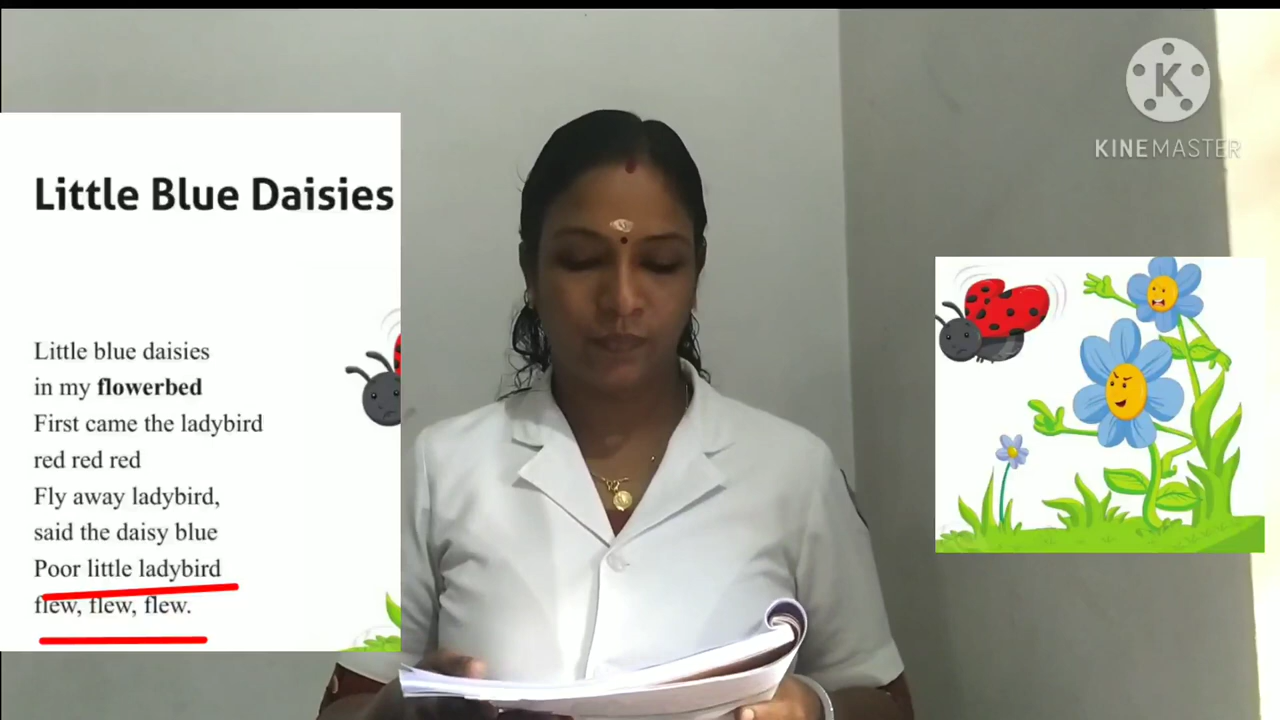 Little Blue Daisies
Little blue daisies
in my flowerbed
First came the ladybird
red red red
Fly away ladybird,
said the daisy blue
Poor little ladybird
flew, flew, flew.
K
KINEMASTER